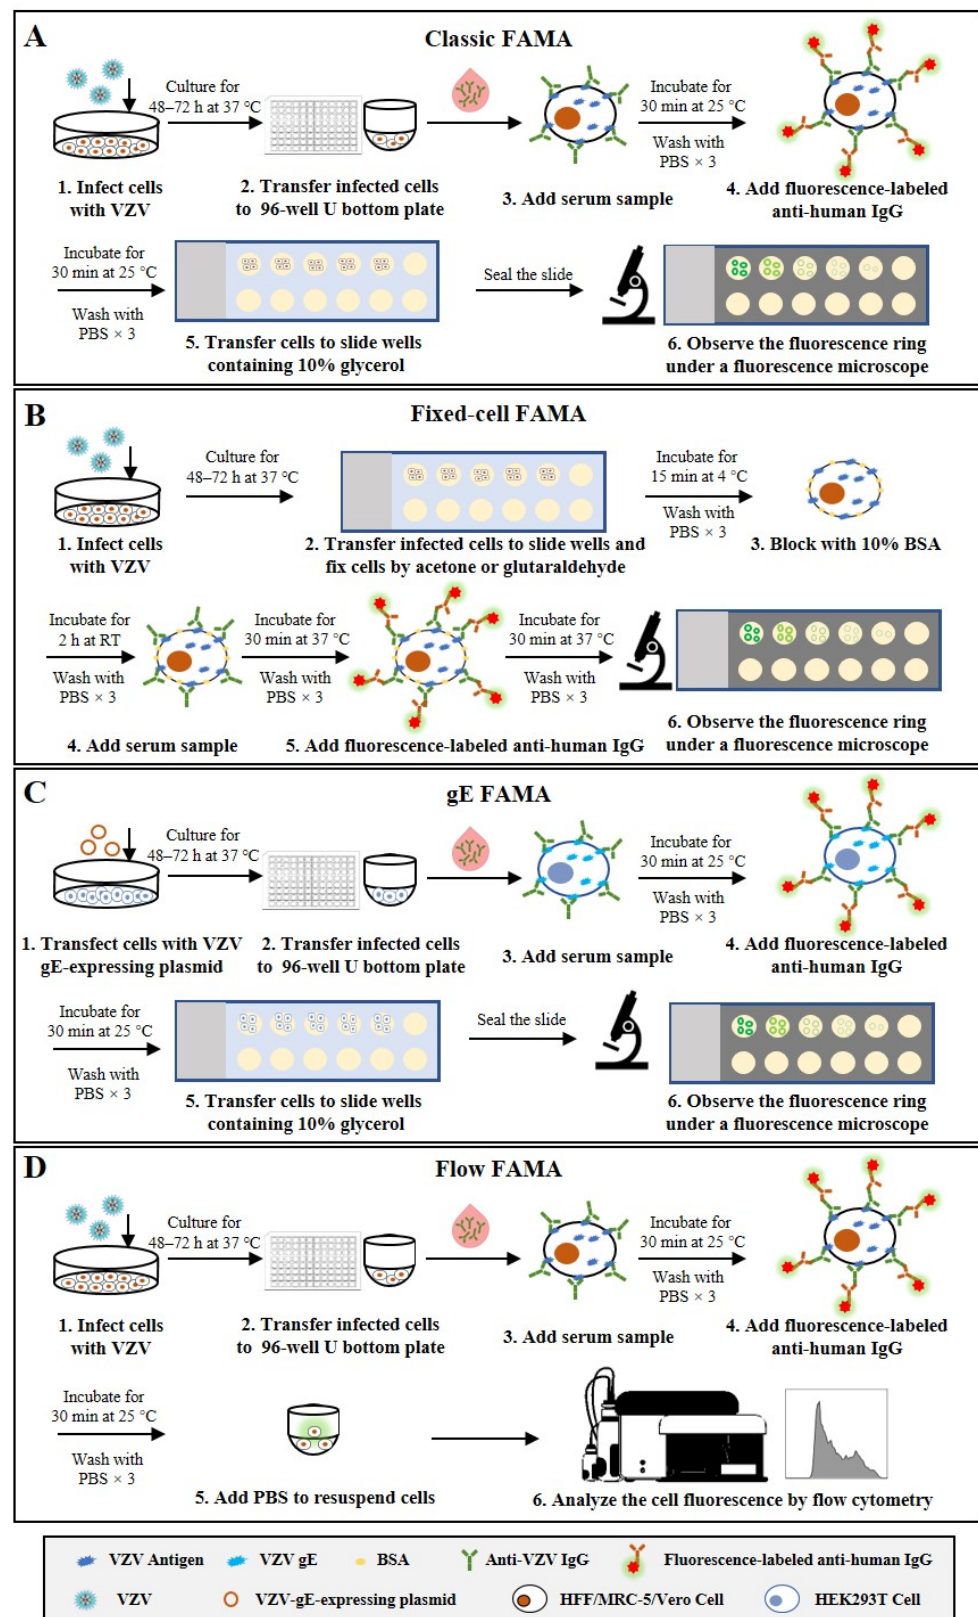 A
Classic FAMA
Culture for
48–72 h at 37 ℃
Incubate for
30 min at 25 ℃
Wash with
PBS × 3
1. Infect cells
with VZV
2. Transfer infected cells
to 96-well U bottom plate
3. Add serum sample
4. Add fluorescence-labeled
anti-human IgG
Incubate for
30 min at 25 ℃
Wash with
PBS × 3
Seal the slide
5. Transfer cells to slide wells
containing 10% glycerol
6. Observe the fluorescence ring
under a fluorescence microscope
B
Fixed-cell FAMA
Culture for
48–72 h at 37 ℃
Incubate for
15 min at 4 ℃
Wash with
PBS × 3
1. Infect cells
with VZV
2. Transfer infected cells to slide wells and
fix cells by acetone or glutaraldehyde
3. Block with 10% BSA
Incubate for
2 h at RT
Wash with
PBS × 3
Incubate for
30 min at 37 ℃
Wash with
PBS × 3
Incubate for
30 min at 37 ℃
Wash with
PBS × 3
4. Add serum sample
5. Add fluorescence-labeled anti-human IgG
6. Observe the fluorescence ring
under a fluorescence microscope
C
gE FAMA
Culture for
48–72 h at 37 ℃
Incubate for
30 min at 25 ℃
Wash with
PBS × 3
1. Transfect cells with VZV
gE-expressing plasmid
2. Transfer infected cells
to 96-well U bottom plate
3. Add serum sample
4. Add fluorescence-labeled
anti-human IgG
Incubate for
30 min at 25 ℃
Wash with
PBS × 3
Seal the slide
5. Transfer cells to slide wells
containing 10% glycerol
6. Observe the fluorescence ring
under a fluorescence microscope
D
Flow FAMA
Culture for
48–72 h at 37 ℃
Incubate for
30 min at 25 ℃
Wash with
PBS × 3
1. Infect cells
with VZV
2. Transfer infected cells
to 96-well U bottom plate
3. Add serum sample
4. Add fluorescence-labeled
anti-human IgG
Incubate for
30 min at 25 ℃
Wash with
PBS × 3
5. Add PBS to resuspend cells
6. Analyze the cell fluorescence by flow cytometry
VZV Antigen
VZV gE
BSA
Anti-VZV IgG
Fluorescence-labeled anti-human IgG
VZV
VZV-gE-expressing plasmid
HFF/MRC-5/Vero Cell
HEK293T Cell